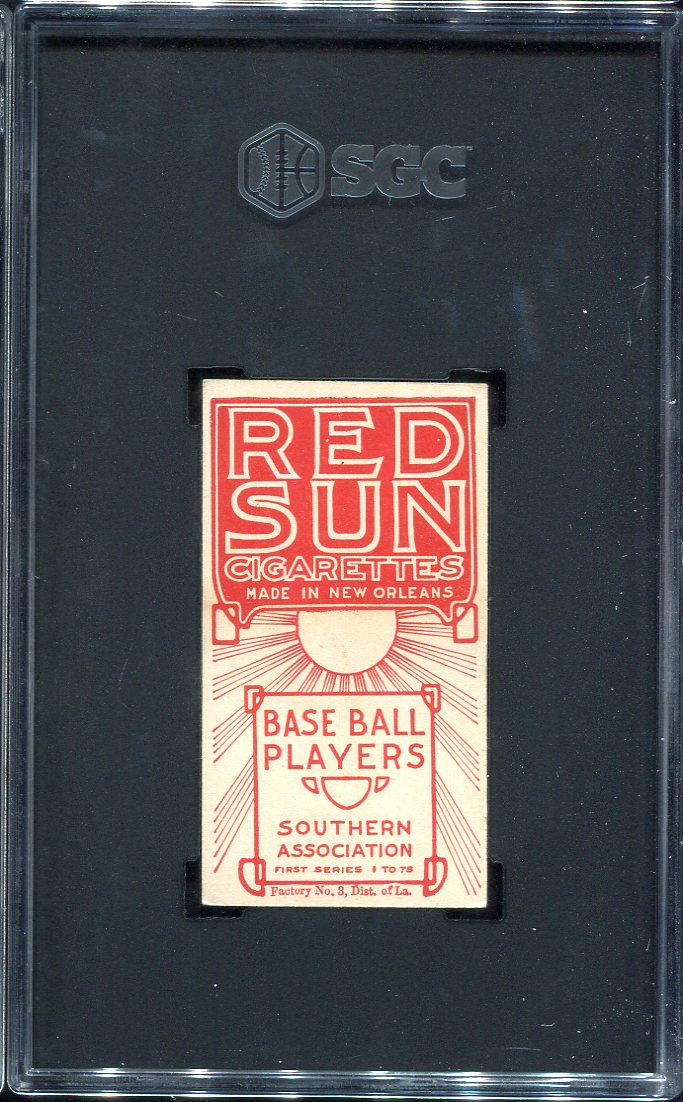 SGC
RED
SUN
CIGARETTES
MADE IN NEW ORLEANS
BASE BALL
PLAYERS
SOUTHERN
ASSOCIATION
FIRST SERIES 1 TO 75
Factory No. 3, Dist. of La.